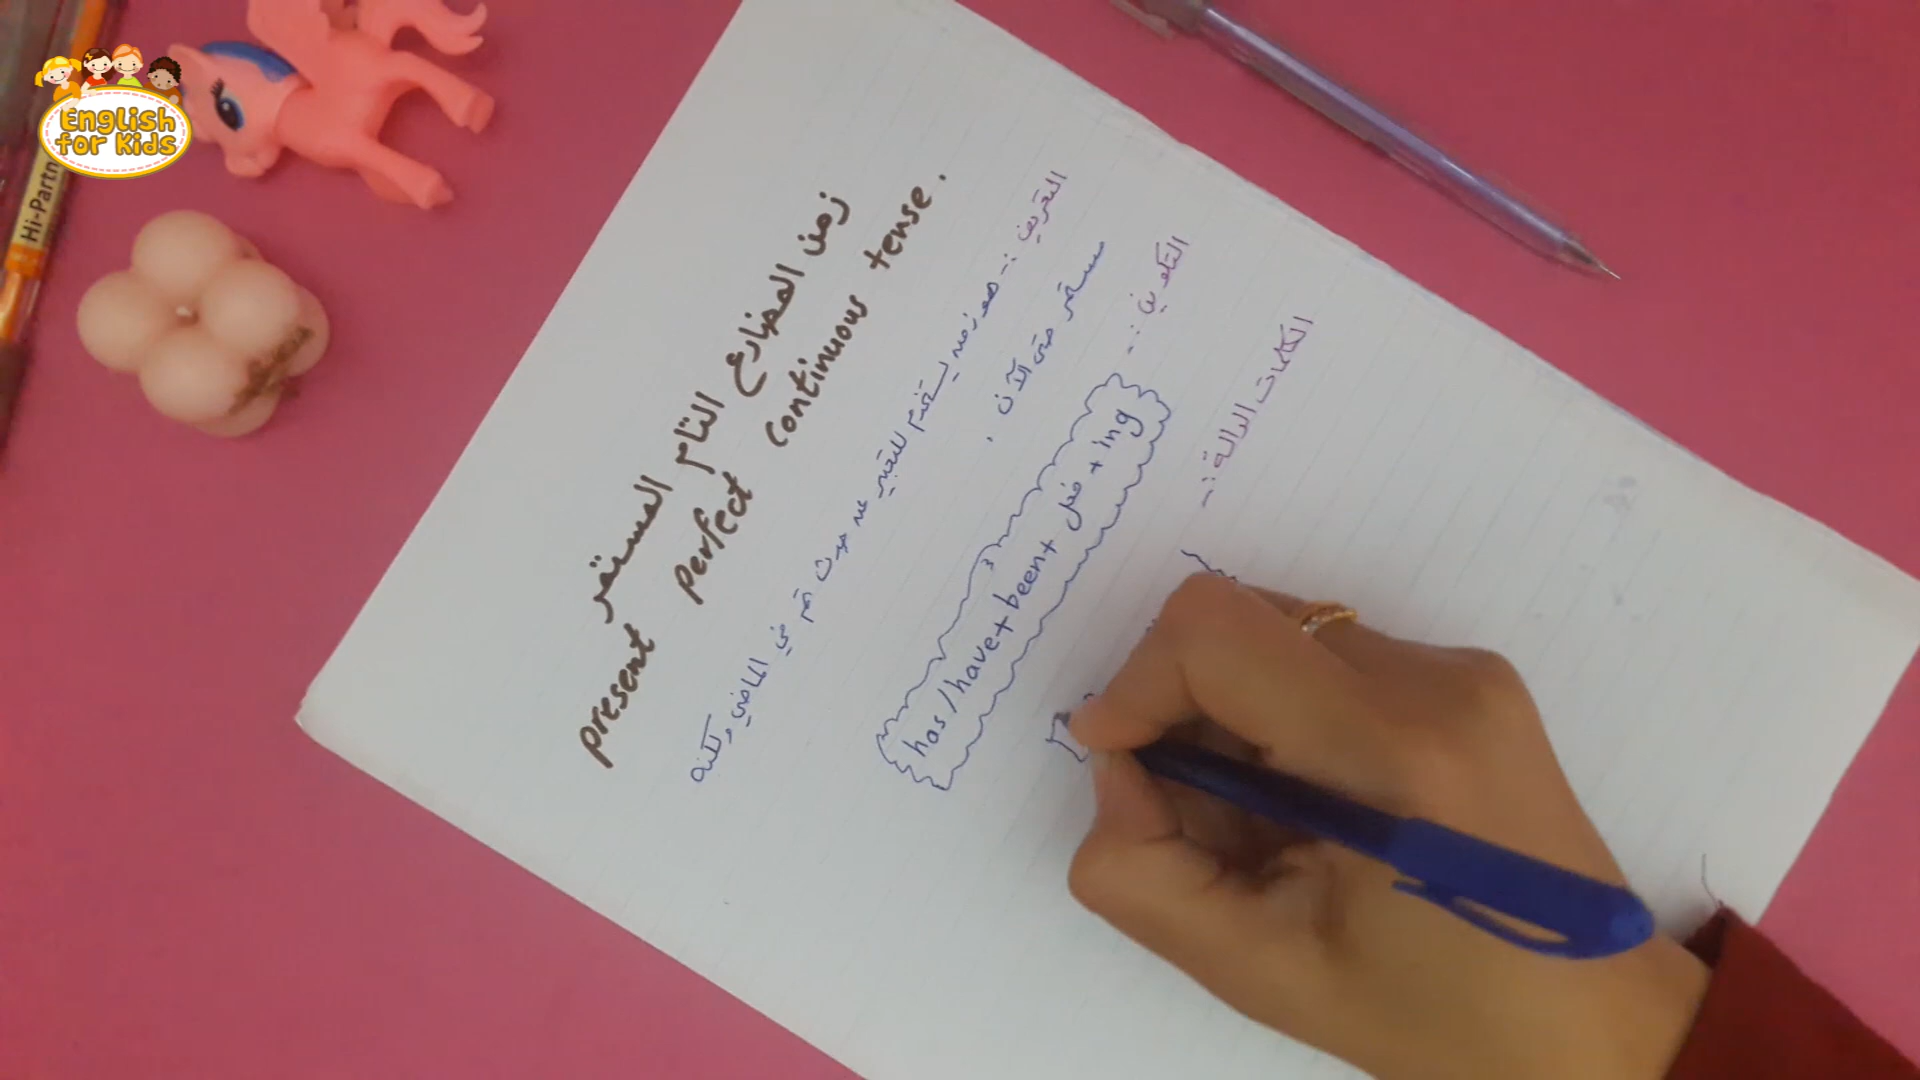 English
for Kids
Hi-Partn
زمن المضارع التام المستمر
present perfect continuous tense.
التعريف :- هو زمن يستخدم للتعبير عن حدث تم في الماضي ولكنه
مستمر حتى الآن .
التكوين :-
has/have + been + فعل + ing
الكلمات الدالة :-